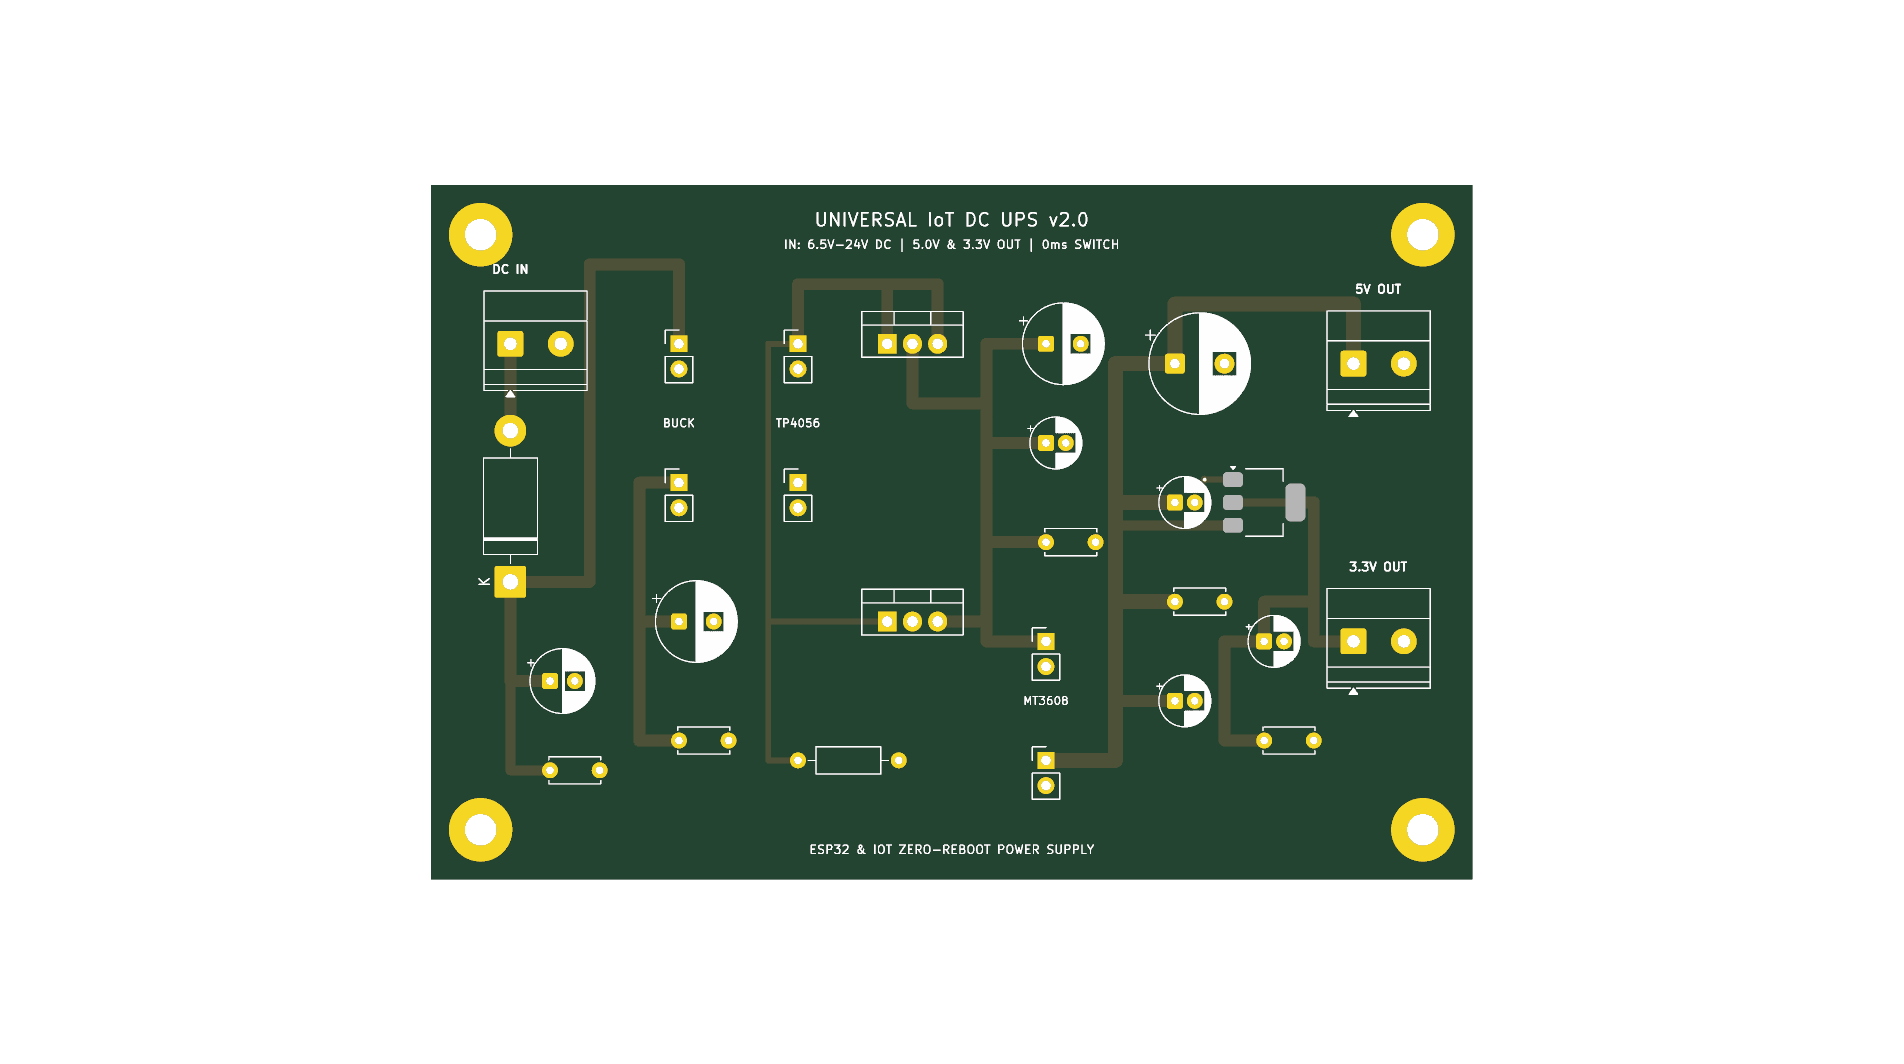 UNIVERSAL IoT DC UPS v2.0
IN: 6.5V-24V DC | 5.0V & 3.3V OUT | 0ms SWITCH
DC IN
5V OUT
BUCK
TP4056
3.3V OUT
K
MT3608
ESP32 & IOT ZERO-REBOOT POWER SUPPLY